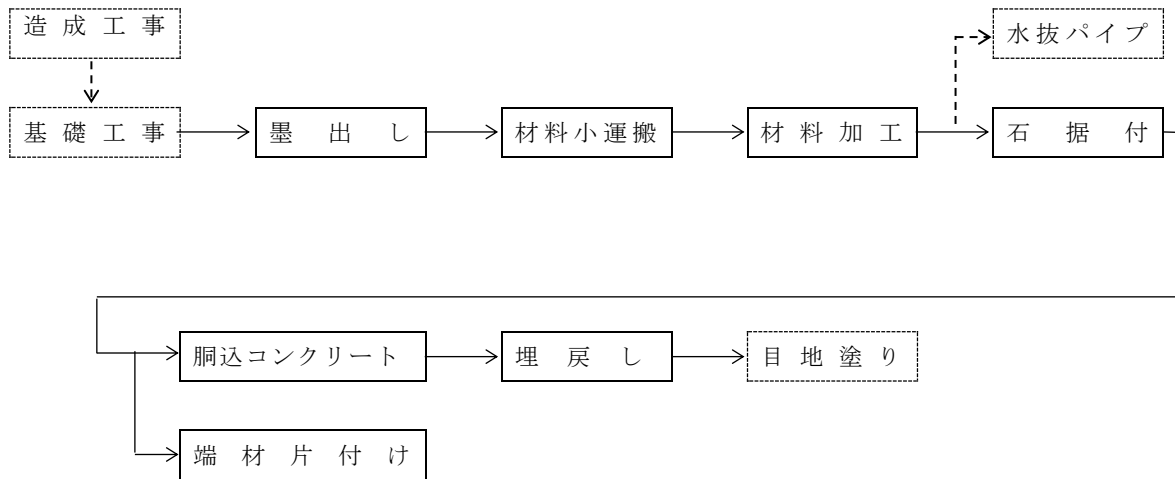 造成工事
水抜パイプ
基礎工事
墨出し
材料小運搬
材料加工
石据付
胴込コンクリート
埋戻し
目地塗り
端材片付け